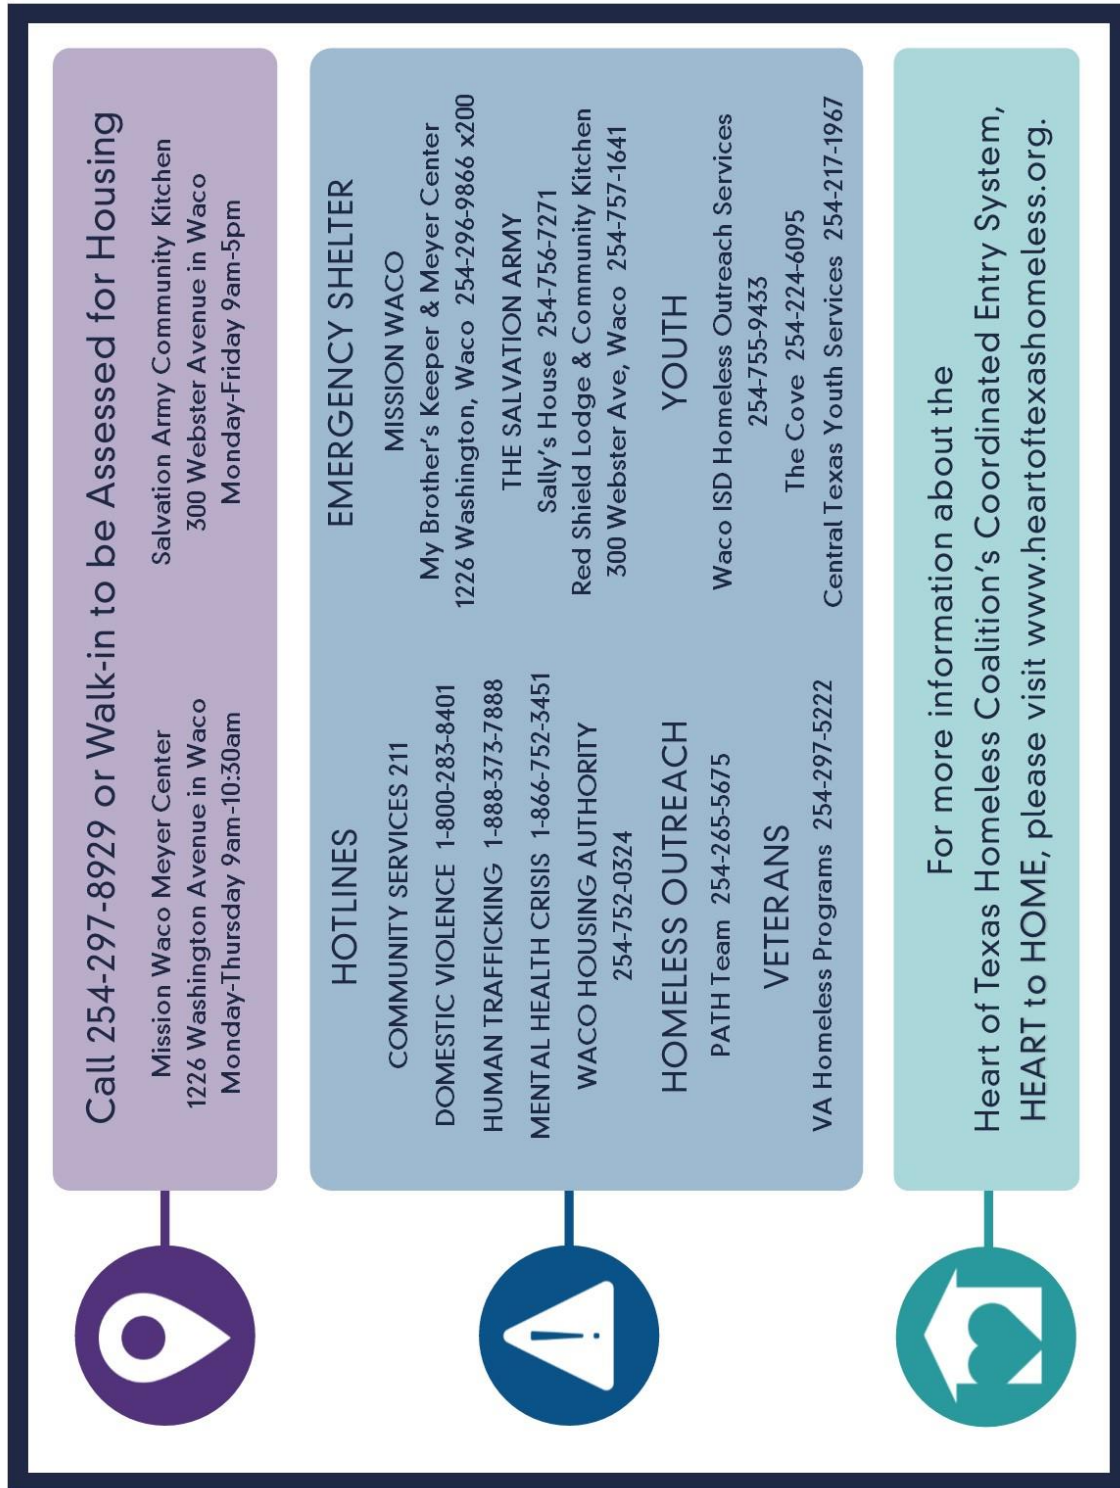 Call 254-297-8929 or Walk-in to be Assessed for Housing
Mission Waco Meyer Center
1226 Washington Avenue in Waco
Monday-Thursday 9am-10:30am
Salvation Army Community Kitchen
300 Webster Avenue in Waco
Monday-Friday 9am-5pm
HOTLINES
COMMUNITY SERVICES 211
DOMESTIC VIOLENCE 1-800-283-8401
HUMAN TRAFFICKING 1-888-373-7888
MENTAL HEALTH CRISIS 1-866-752-3451
WACO HOUSING AUTHORITY
254-752-0324
HOMELESS OUTREACH
PATH Team 254-265-5675
VETERANS
VA Homeless Programs 254-297-5222
EMERGENCY SHELTER
MISSION WACO
My Brother's Keeper & Meyer Center
1226 Washington, Waco 254-296-9866 x200
THE SALVATION ARMY
Sally's House 254-756-7271
Red Shield Lodge & Community Kitchen
300 Webster Ave, Waco 254-757-1641
YOUTH
Waco ISD Homeless Outreach Services
254-755-9433
The Cove 254-224-6095
Central Texas Youth Services 254-217-1967
For more information about the
Heart of Texas Homeless Coalition's Coordinated Entry System,
HEART to HOME, please visit www.heartoftexashomeless.org.